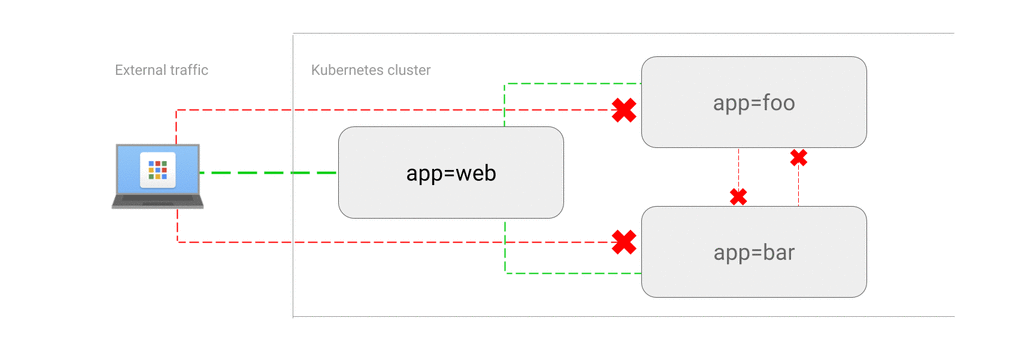 External traffic
Kubernetes cluster
app=foo
app=web
app=bar